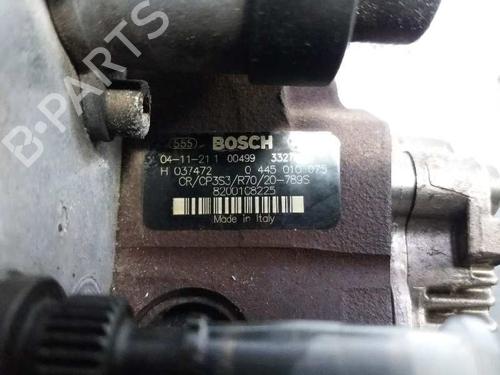 B-PARTS
555 BOSCH
04-11-21 1 00499
H 037472 0 445 010 075
CR/CP3S3/R70/20-789S
8200108225
Made in Italy